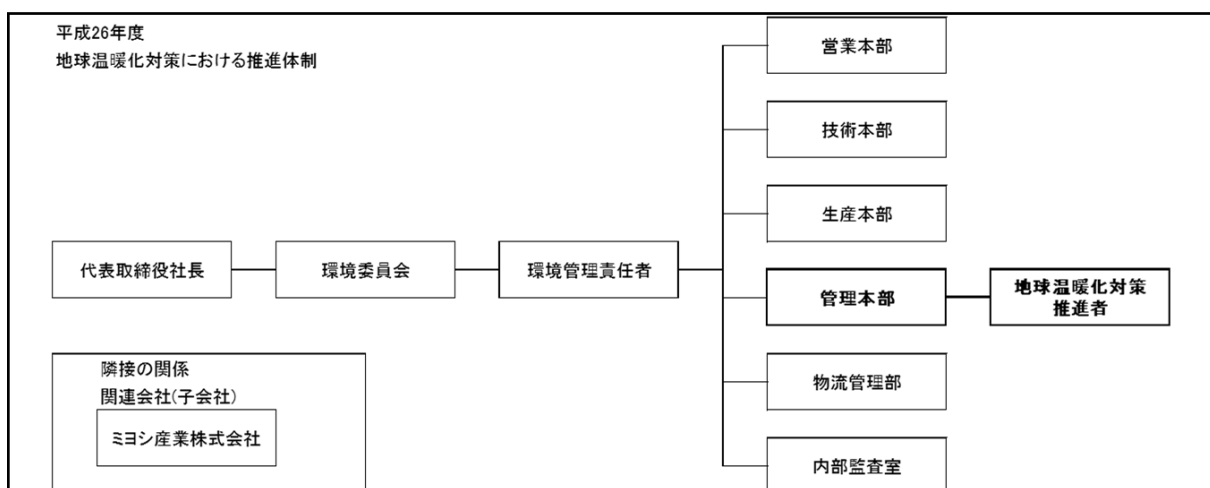 平成26年度
地球温暖化対策における推進体制
営業本部
技術本部
生産本部
代表取締役社長
環境委員会
環境管理責任者
管理本部
地球温暖化対策
推進者
隣接の関係
関連会社(子会社)
ミヨシ産業株式会社
物流管理部
内部監査室